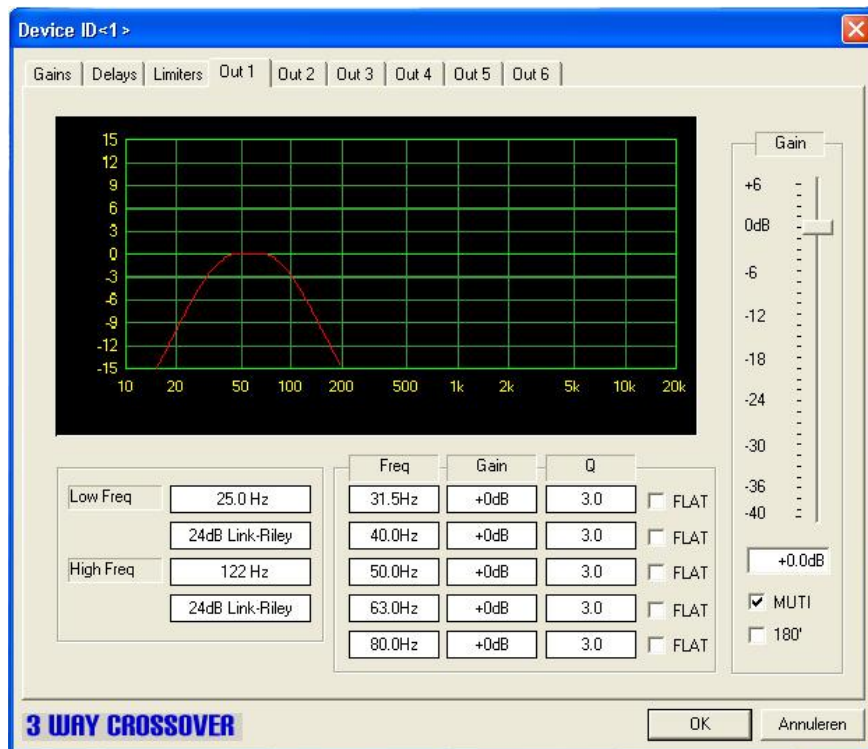 Device ID<1>
Gains Delays Limiters Out 1 Out 2 Out 3 Out 4 Out 5 Out 6
15
12
9
6
3
0
-3
-6
-9
-12
-15
10 20 50 100 200 500 1k 2k 5k 10k 20k
Gain
+6
0dB
-6
-12
-18
-24
-30
-36
-40
+0.0dB
MUTI
180'
Low Freq 25.0 Hz
24dB Link-Riley
High Freq 122 Hz
24dB Link-Riley
Freq Gain Q
31.5Hz +0dB 3.0 FLAT
40.0Hz +0dB 3.0 FLAT
50.0Hz +0dB 3.0 FLAT
63.0Hz +0dB 3.0 FLAT
80.0Hz +0dB 3.0 FLAT
3 WAY CROSSOVER
OK Annuleren